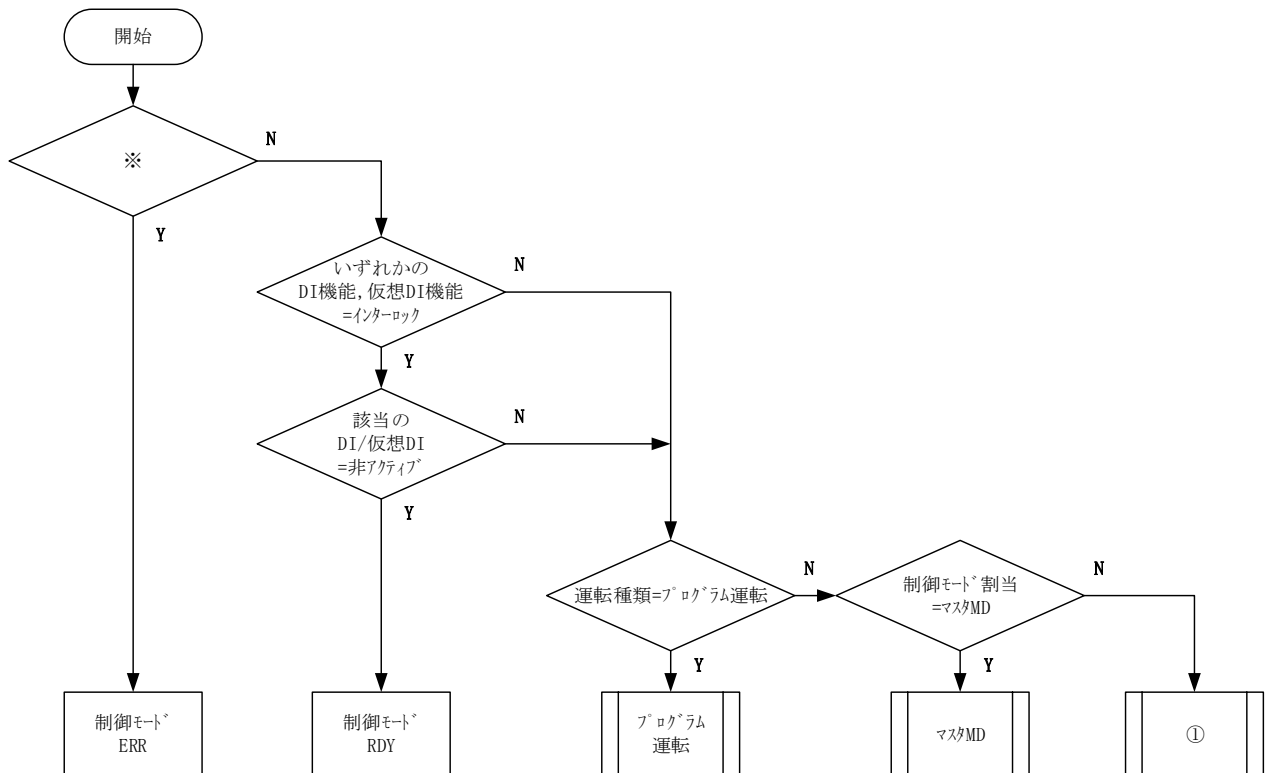 開始
※
N
Y
いずれかの
DI機能,仮想DI機能
=ｲﾝﾀｰﾛｯｸ
N
Y
該当の
DI/仮想DI
=非ｱｸﾃｨﾌﾞ
N
Y
運転種類=ﾌﾟﾛｸﾞﾗﾑ運転
N
Y
制御ﾓｰﾄﾞ割当
=ﾏｽﾀMD
N
Y
制御ﾓｰﾄﾞ
ERR
制御ﾓｰﾄﾞ
RDY
ﾌﾟﾛｸﾞﾗﾑ
運転
ﾏｽﾀMD
①